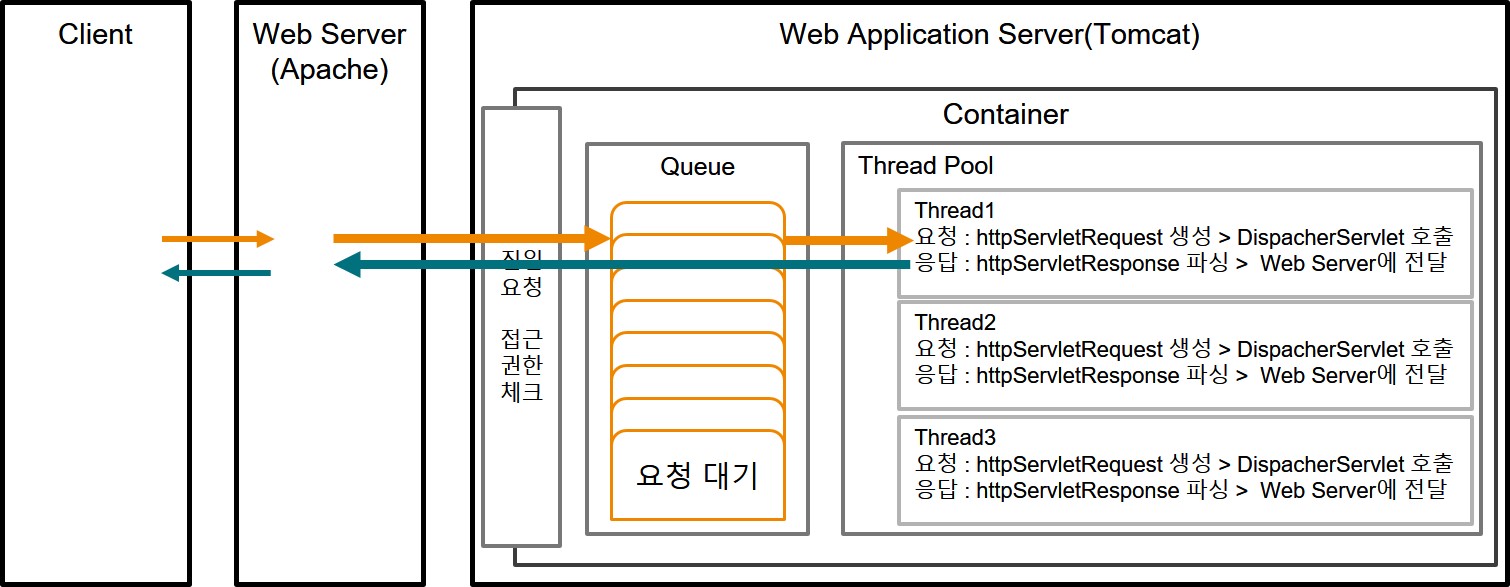 Client
Web Server
(Apache)
Web Application Server(Tomcat)
Container
요청
접근
권한
체크
Queue
요청 대기
Thread Pool
Thread1
요청 : httpServletRequest 생성 > DispacherServlet 호출
응답 : httpServletResponse 파싱 > Web Server에 전달
Thread2
요청 : httpServletRequest 생성 > DispacherServlet 호출
응답 : httpServletResponse 파싱 > Web Server에 전달
Thread3
요청 : httpServletRequest 생성 > DispacherServlet 호출
응답 : httpServletResponse 파싱 > Web Server에 전달